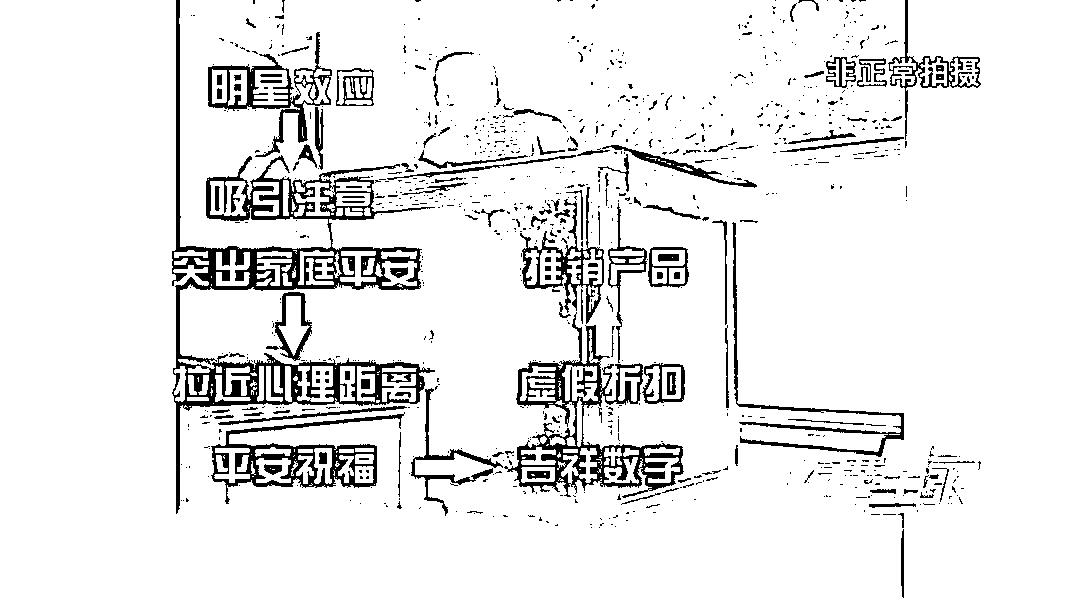 非正常拍摄
明星效应
吸引注意
突出家庭平安
拉近心理距离
平安祝福
吉祥数字
虚假折扣
推销产品